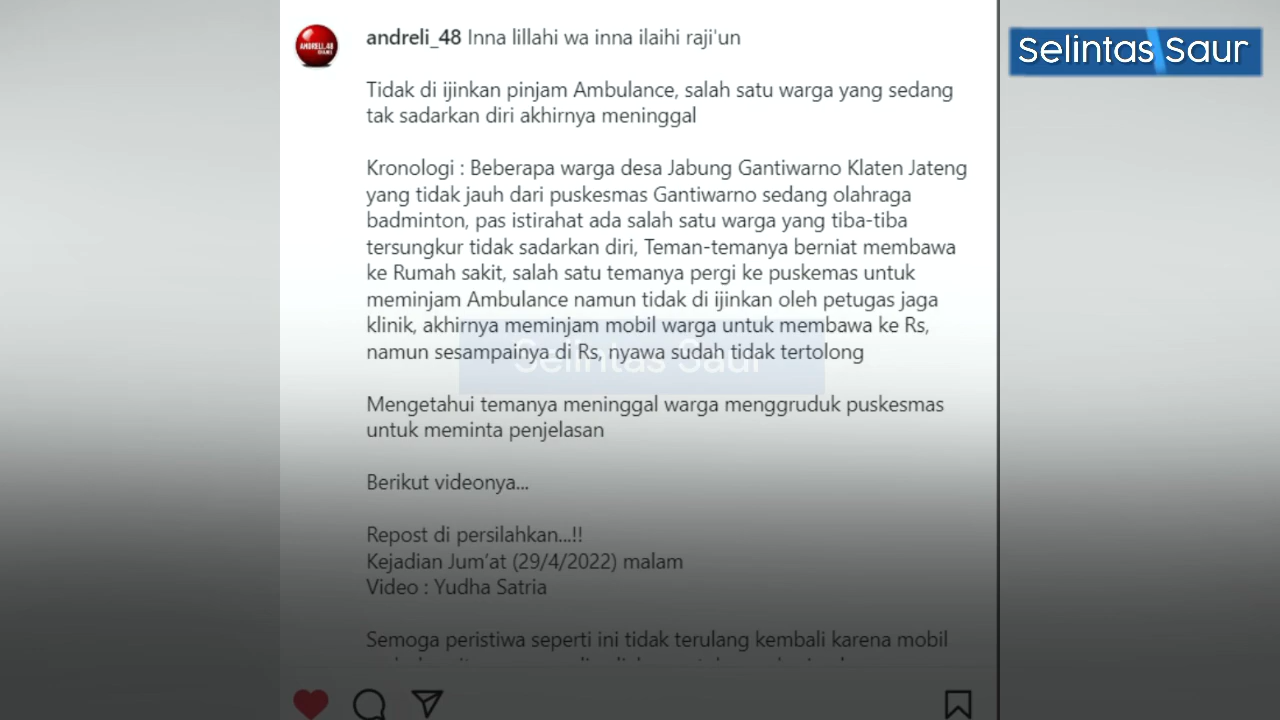 andreli_48 Inna lillahi wa inna ilaihi raji'un
Selintas Saur
ANDRELI_48
Tidak di ijinkan pinjam Ambulance, salah satu warga yang sedang
tak sadarkan diri akhirnya meninggal
Kronologi : Beberapa warga desa Jabung Gantiwarno Klaten Jateng
yang tidak jauh dari puskesmas Gantiwarno sedang olahraga
badminton, pas istirahat ada salah satu warga yang tiba-tiba
tersungkur tidak sadarkan diri, Teman-temanya berniat membawa
ke Rumah sakit, salah satu temanya pergi ke puskemas untuk
meminjam Ambulance namun tidak di ijinkan oleh petugas jaga
klinik, akhirnya meminjam mobil warga untuk membawa ke Rs,
namun sesampainya di Rs, nyawa sudah tidak tertolong
Selintas Saur
Mengetahui temanya meninggal warga menggruduk puskesmas
untuk meminta penjelasan
Berikut videonya...
Repost di persilahkan...!!
Kejadian Jum'at (29/4/2022) malam
Video : Yudha Satria
Semoga peristiwa seperti ini tidak terulang kembali karena mobil